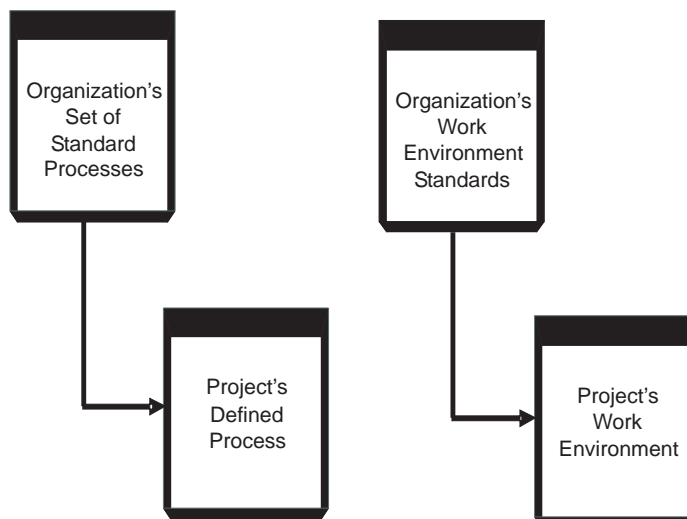 Organization's
Set of
Standard
Processes
Organization's
Work
Environment
Standards
Project's
Defined
Process
Project's
Work
Environment